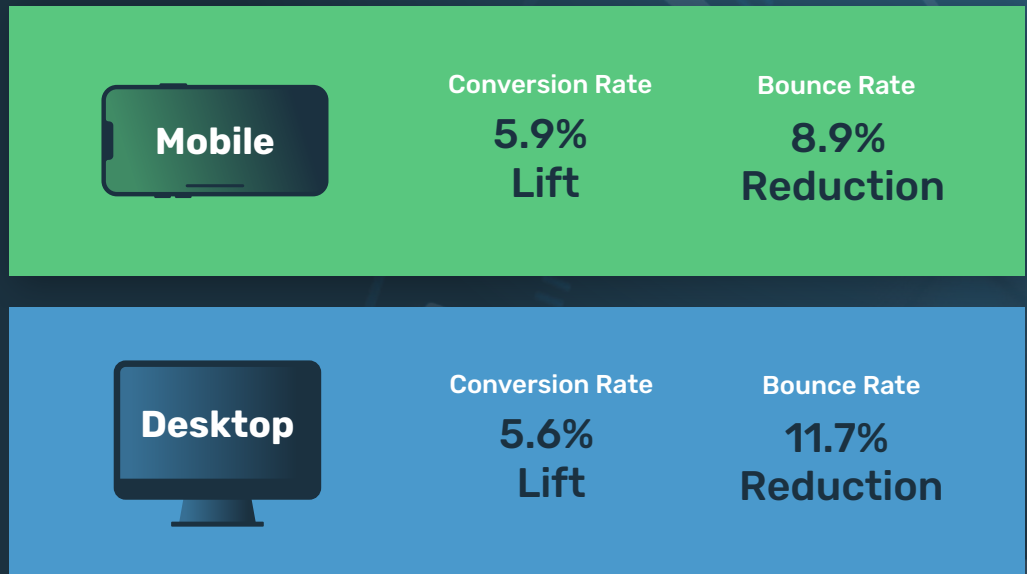 Mobile
Conversion Rate
5.9%
Lift
Bounce Rate
8.9%
Reduction
Desktop
Conversion Rate
5.6%
Lift
Bounce Rate
11.7%
Reduction